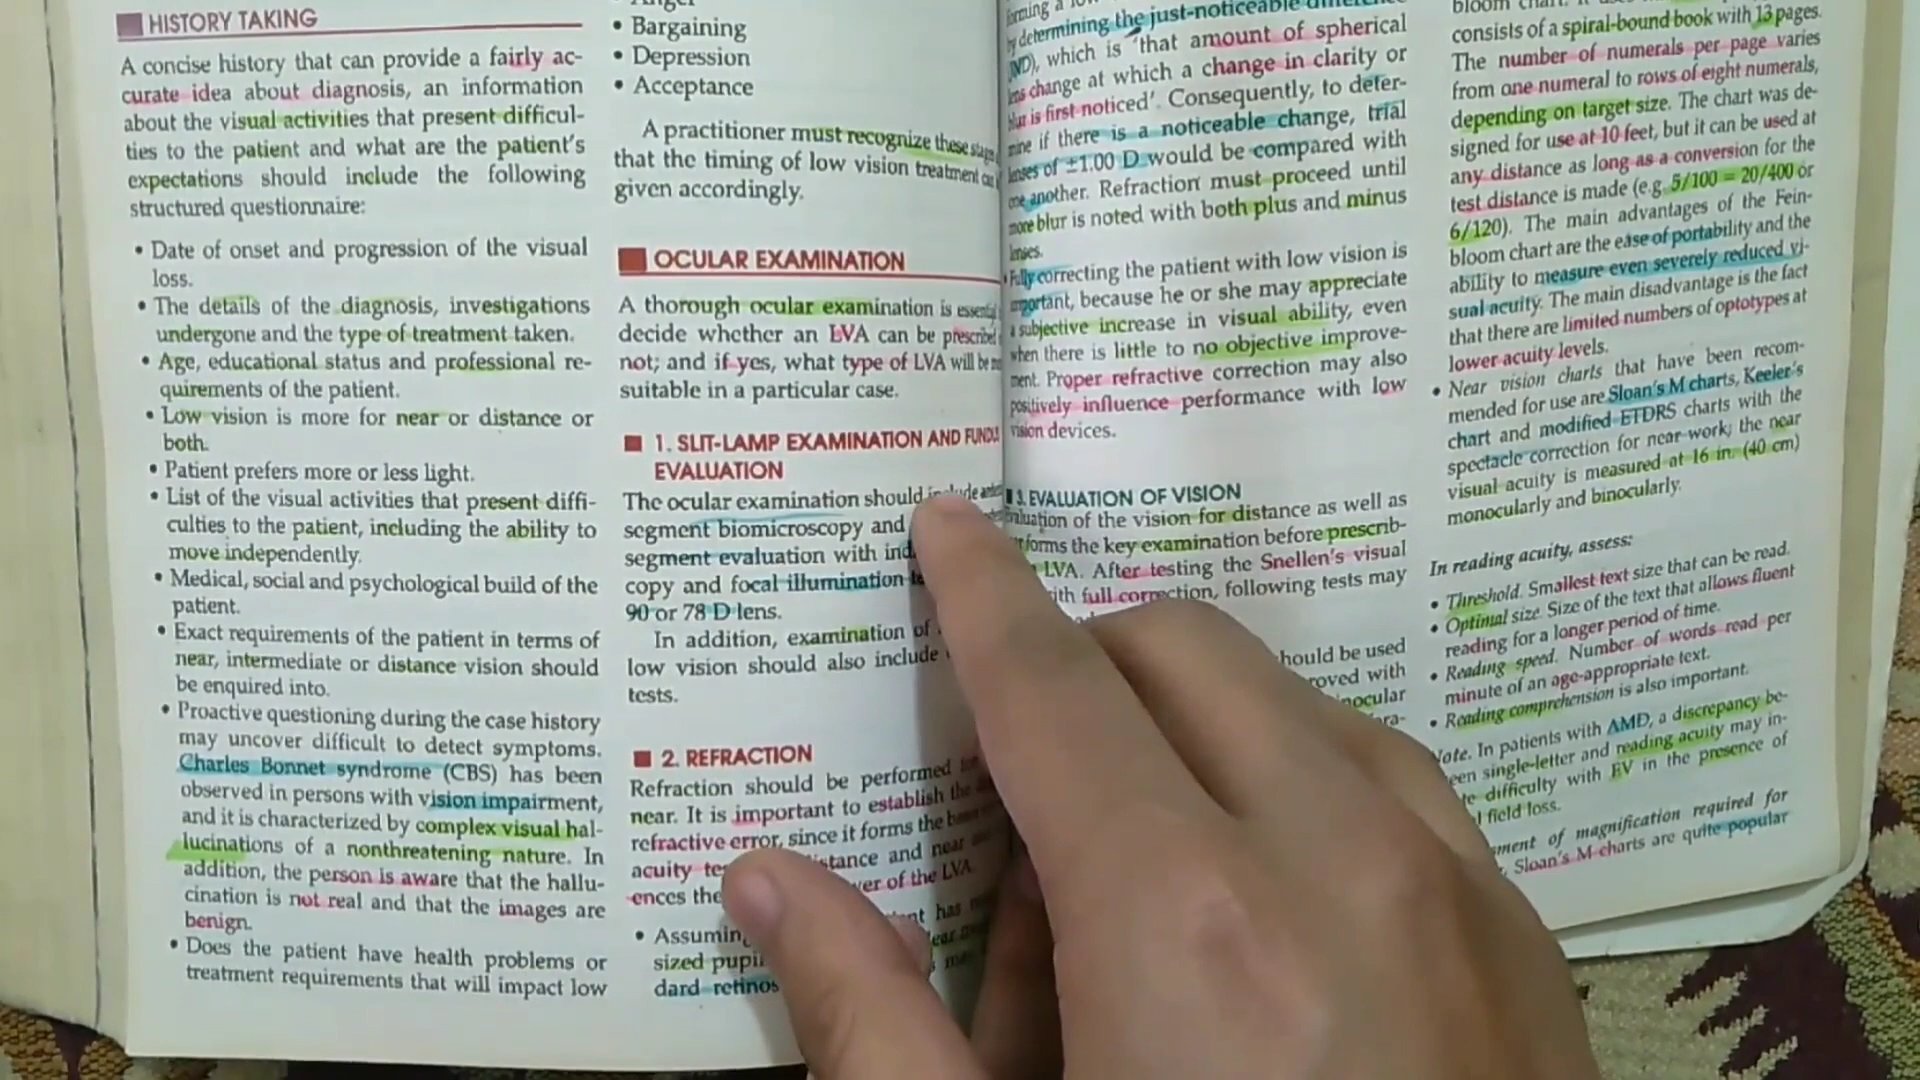 HISTORY TAKING
A concise history that can provide a fairly ac-
curate idea about diagnosis, an information
about the visual activities that present difficul-
ties to the patient and what are the patient's
expectations should include the following
structured questionnaire:
• Date of onset and progression of the visual
loss.
• The details of the diagnosis, investigations
undergone and the type of treatment taken.
• Age, educational status and professional re-
quirements of the patient.
• Low vision is more for near or distance or
both.
• Patient prefers more or less light.
• List of the visual activities that present diffi-
culties to the patient, including the ability to
move independently.
• Medical, social and psychological build of the
patient.
• Exact requirements of the patient in terms of
near, intermediate or distance vision should
be enquired into.
• Proactive questioning during the case history
may uncover difficult to detect symptoms.
Charles Bonnet syndrome (CBS) has been
observed in persons with vision impairment,
and it is characterized by complex visual hal-
lucinations of a nonthreatening nature. In
addition, the person is aware that the hallu-
cination is not real and that the images are
benign.
• Does the patient have health problems or
treatment requirements that will impact low
• Anger
• Bargaining
• Depression
• Acceptance
A practitioner must recognize these
that the timing of low vision treatment
given accordingly.
OCULAR EXAMINATION
A thorough ocular examination is
decide whether an LVA can be
not; and if yes, what type of LVA will be
suitable in a particular case.
1. SLIT-LAMP EXAMINATION AND
EVALUATION
The ocular examination should include
segment biomicroscopy and
segment evaluation with
copy and focal illumination
90 or 78 D lens.
In addition, examination of
low vision should also include
tests.
2. REFRACTION
Refraction should be performed
near. It is important to establish the
refractive error, since it forms the
acuity distance and near
ences the of the LVA.
• Assuming has
sized
dard
forming a
by determining the just-noticeable difference
(JND), which is 'that amount of spherical
lens change at which a change in clarity or
blur is first noticed'. Consequently, to deter-
mine if there is a noticeable change, trial
lenses of ±1.00 D would be compared with
one another. Refraction must proceed until
more blur is noted with both plus and minus
lenses.
• Fully correcting the patient with low vision is
important, because he or she may appreciate
a subjective increase in visual ability, even
when there is little to no objective improve-
ment. Proper refractive correction may also
positively influence performance with low
vision devices.
3. EVALUATION OF VISION
Evaluation of the vision for distance as well as
forms the key examination before prescrib-
LVA. After testing the Snellen's visual
with full correction, following tests may
should be used
with
bloom chart.
consists of a spiral-bound book with 13 pages.
The number of numerals per page varies
from one numeral to rows of eight numerals,
depending on target size. The chart was de-
signed for use at 10 feet, but it can be used at
any distance as long as a conversion for the
test distance is made (e.g. 5/100 = 20/400 or
6/120). The main advantages of the Fein-
bloom chart are the ease of portability and the
ability to measure even severely reduced vi-
sual acuity. The main disadvantage is the fact
that there are limited numbers of optotypes at
lower acuity levels.
• Near vision charts that have been recom-
mended for use are Sloan's M charts, Keeler's
chart and modified ETDRS charts with the
spectacle correction for near work; the near
visual acuity is measured at 16 in. (40 cm)
monocularly and binocularly.
In reading acuity, assess:
• Threshold. Smallest text size that can be read.
• Optimal size. Size of the text that allows fluent
reading for a longer period of time.
• Reading speed. Number of words read per
minute of an age-appropriate text.
• Reading comprehension is also important.
Note. In patients with AMD, a discrepancy be-
tween single-letter and reading acuity may in-
difficulty with EV in the presence of
field loss.
of magnification required for
Sloan's M charts are quite popular